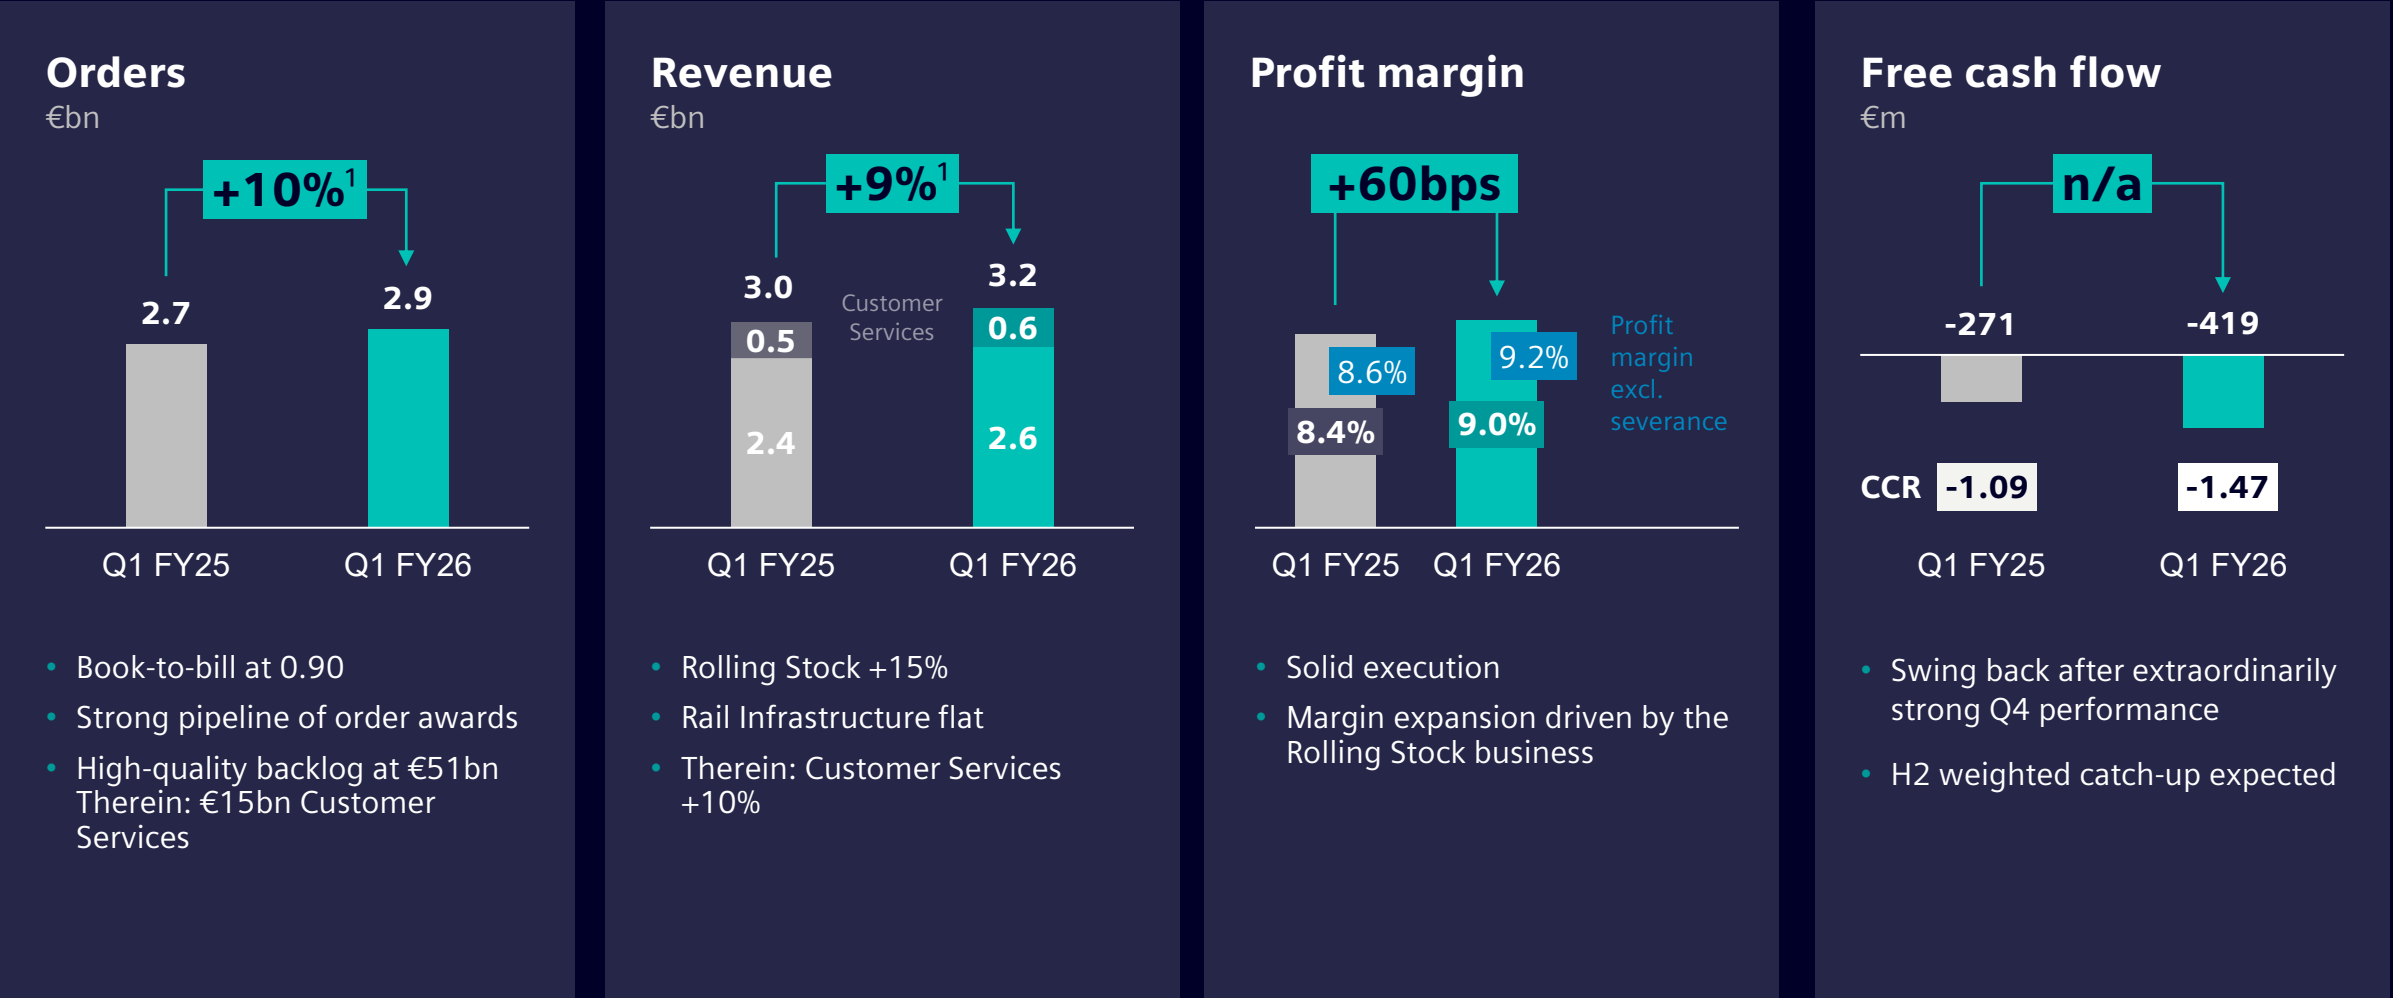 Orders
€bn
+10%1
2.7
2.9
Q1 FY25
Q1 FY26
• Book-to-bill at 0.90
• Strong pipeline of order awards
• High-quality backlog at €51bn
Therein: €15bn Customer
Services
Revenue
€bn
+9%1
3.0
3.2
Customer
Services
0.5
0.6
2.4
2.6
Q1 FY25
Q1 FY26
• Rolling Stock +15%
• Rail Infrastructure flat
• Therein: Customer Services
+10%
Profit margin
+60bps
Profit
margin
excl.
severance
8.6%
9.2%
8.4%
9.0%
Q1 FY25
Q1 FY26
• Solid execution
• Margin expansion driven by the
Rolling Stock business
Free cash flow
€m
n/a
-271
-419
CCR
-1.09
-1.47
Q1 FY25
Q1 FY26
• Swing back after extraordinarily
strong Q4 performance
• H2 weighted catch-up expected